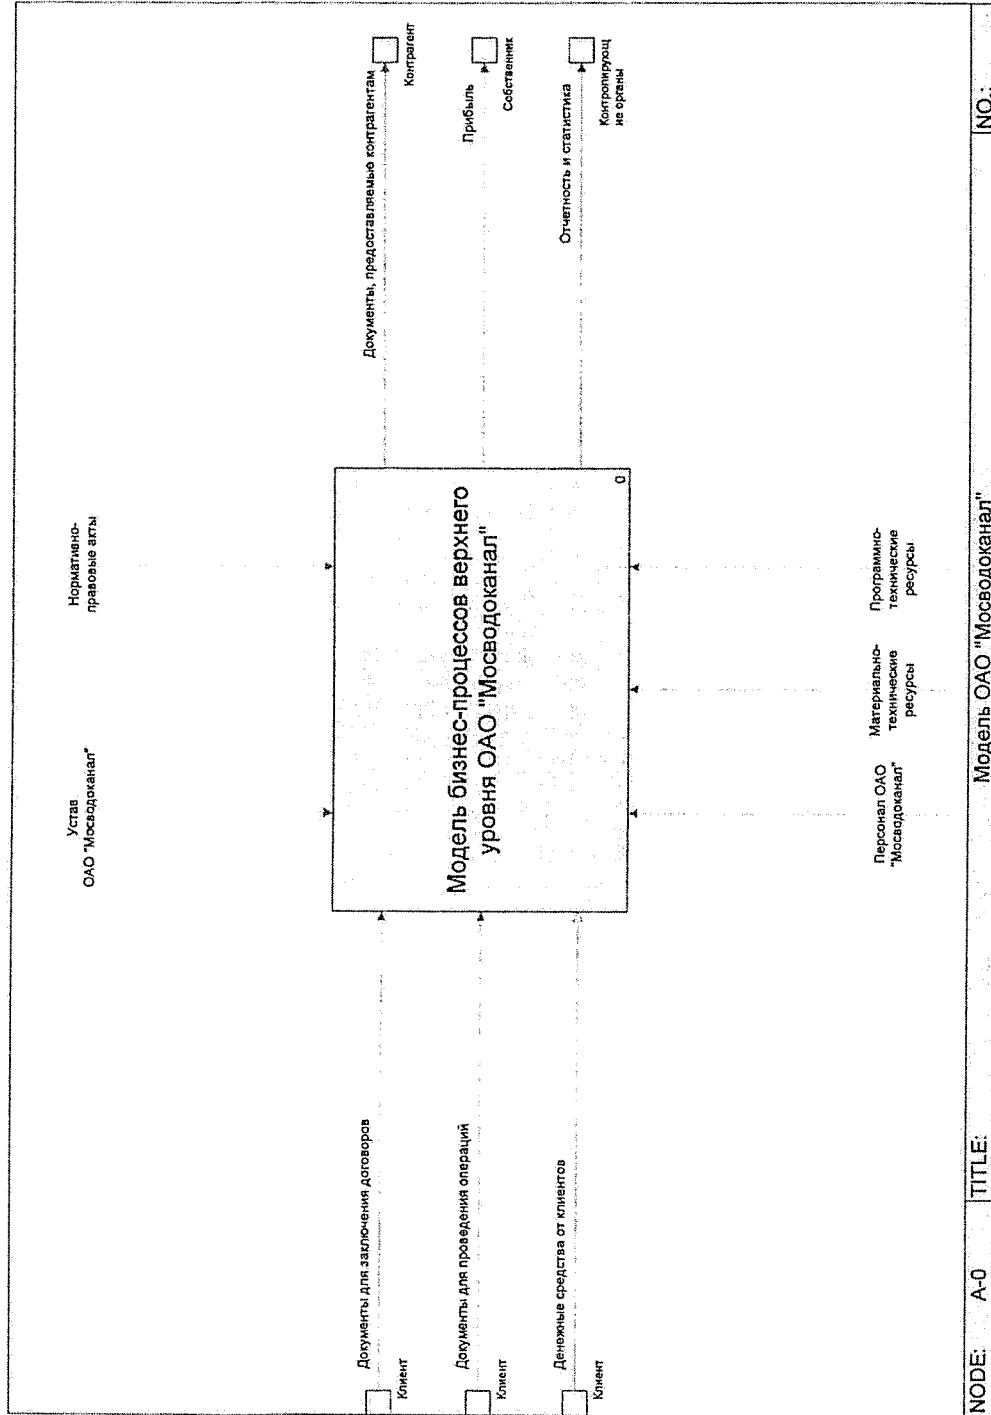 Устав
ОАО "Мосводоканал"
Нормативно-
правовые акты
Документы для заключения договоров
Клиент
Документы для проведения операций
Клиент
Денежные средства от клиентов
Клиент
Модель бизнес-процессов верхнего
уровня ОАО "Мосводоканал"
0
Документы, предоставляемые контрагентам
Контрагент
Прибыль
Собственник
Отчетность и статистика
Контролирующ
ие органы
Персонал ОАО
"Мосводоканал"
Материально-
технические
ресурсы
Программно-
технические
ресурсы
NODE: A-0 TITLE: Модель ОАО "Мосводоканал" NO.: